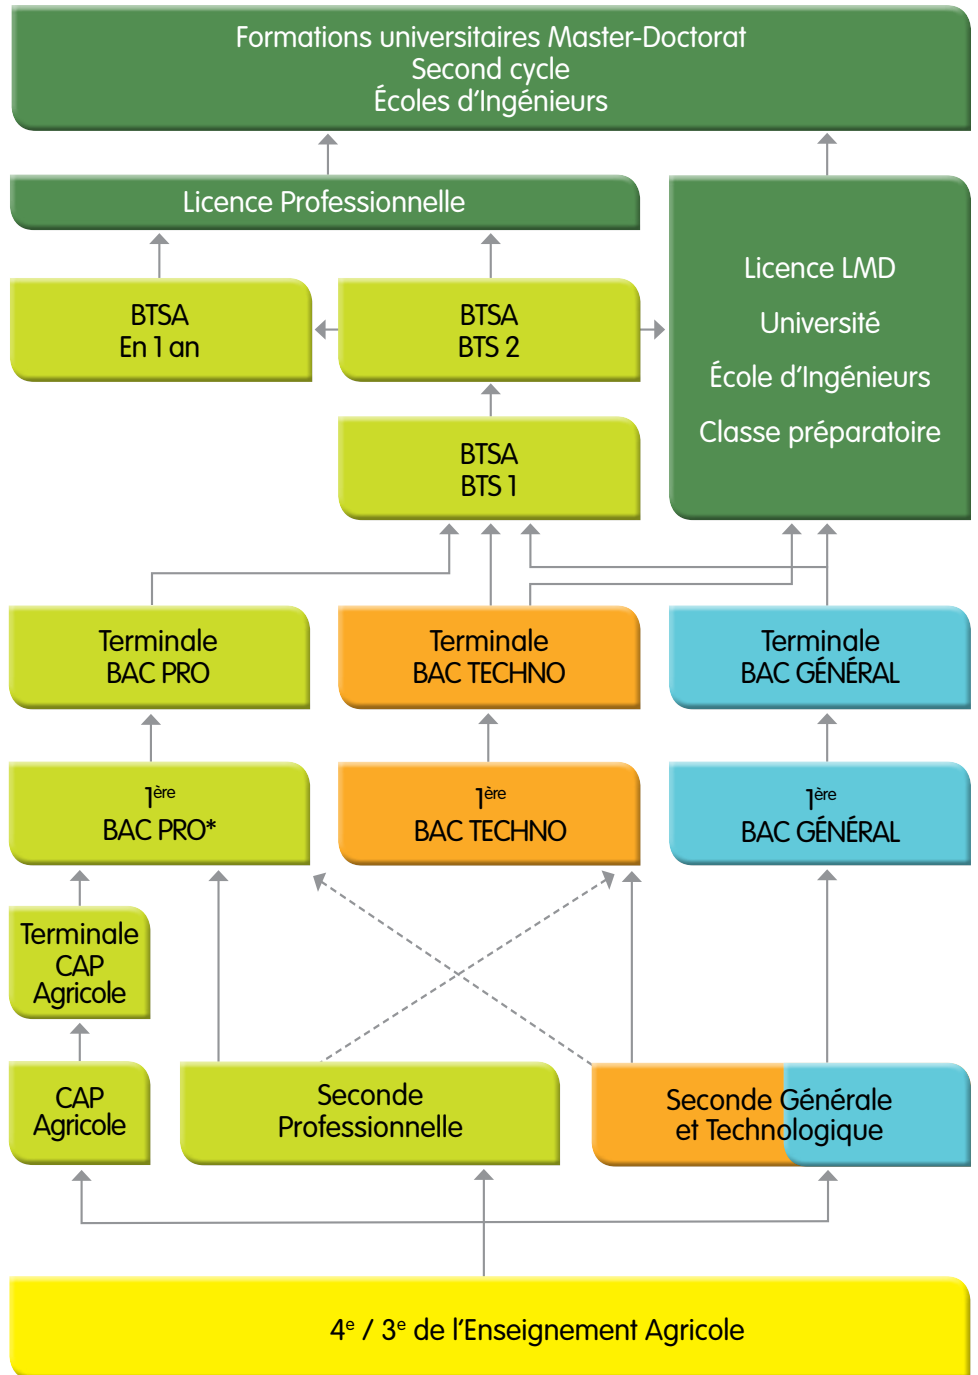 Formations universitaires Master-Doctorat
Second cycle
Écoles d'Ingénieurs
Licence Professionnelle
Licence LMD
Université
École d'Ingénieurs
Classe préparatoire
BTSA
En 1 an
BTSA
BTS 2
BTSA
BTS 1
Terminale
BAC PRO
Terminale
BAC TECHNO
Terminale
BAC GÉNÉRAL
1ère
BAC PRO*
1ère
BAC TECHNO
1ère
BAC GÉNÉRAL
Terminale
CAP
Agricole
CAP
Agricole
Seconde
Professionnelle
Seconde Générale
et Technologique
4e / 3e de l'Enseignement Agricole